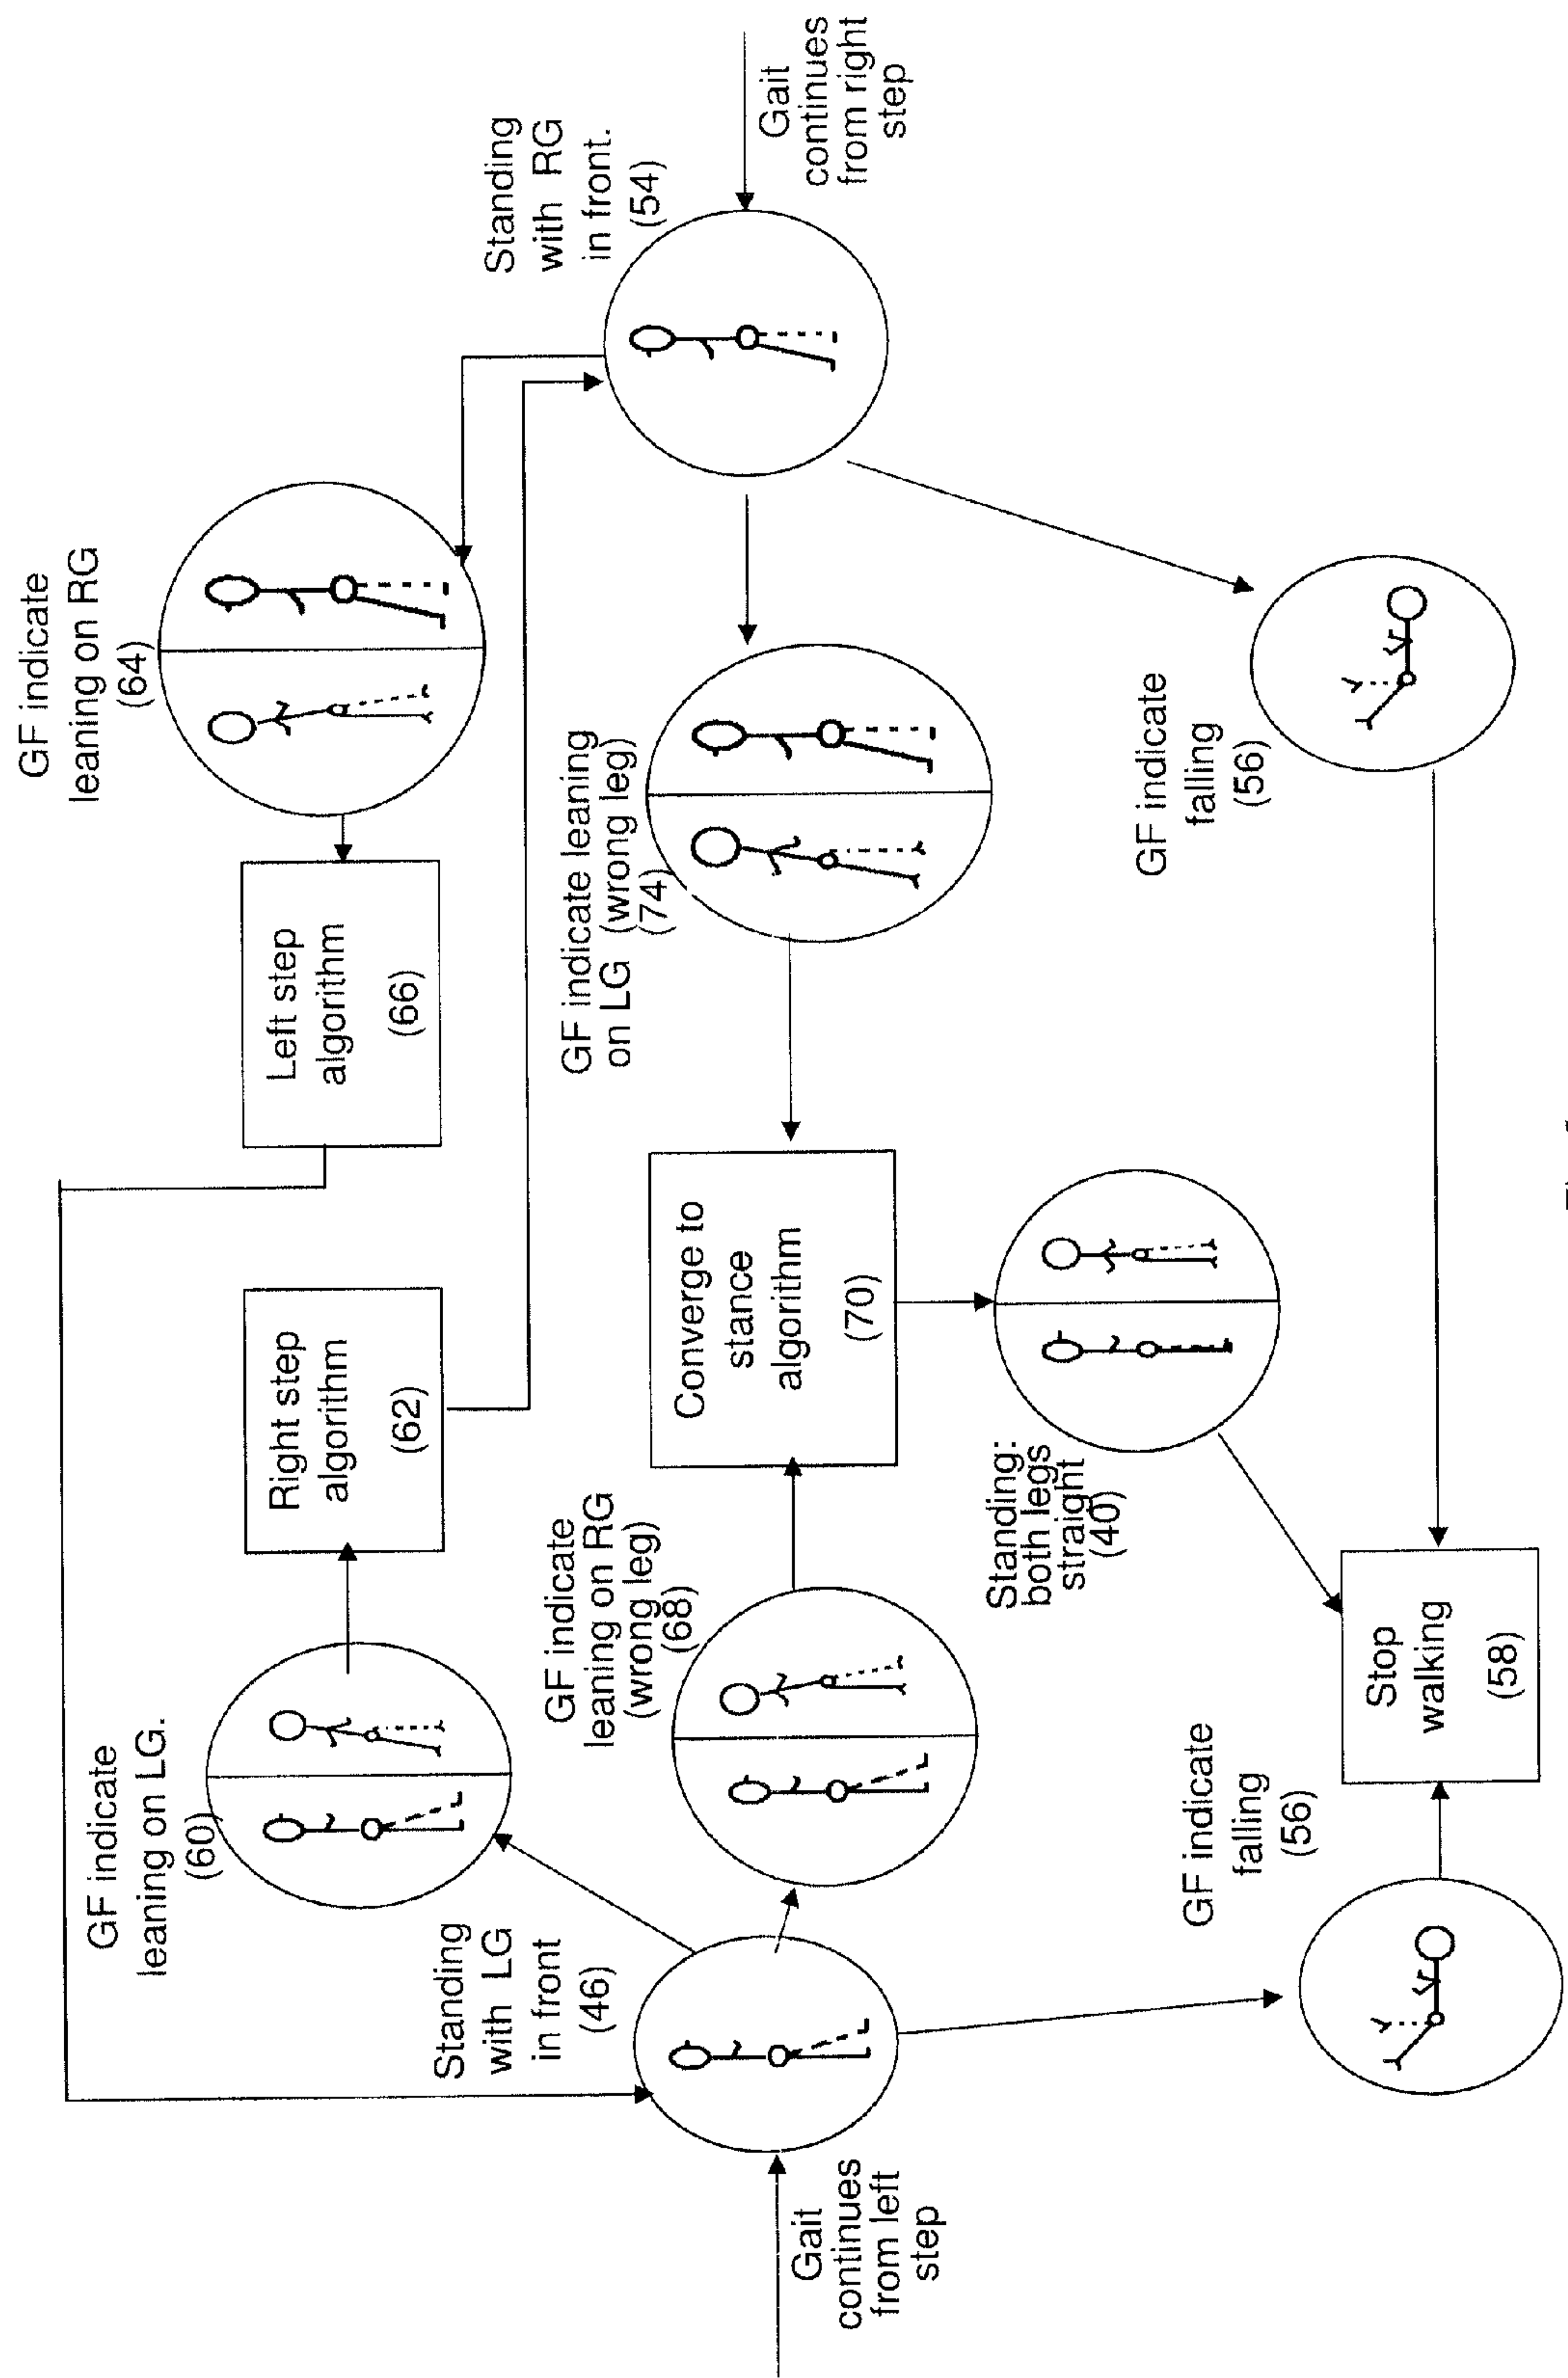 GF indicate
leaning on LG.
(60)
Right step
algorithm
(62)
Left step
algorithm
(66)
GF indicate
leaning on RG
(64)
Standing
with LG
in front
(46)
GF indicate
leaning on RG
(wrong leg)
(68)
Converge to
stance
algorithm
(70)
GF indicate leaning
on LG (wrong leg)
(74)
Standing
with RG
in front.
(54)
Gait
continues
from left
step
Gait
continues
from right
step
Standing:
both legs
straight
(40)
GF indicate
falling
(56)
Stop
walking
(58)
GF indicate
falling
(56)